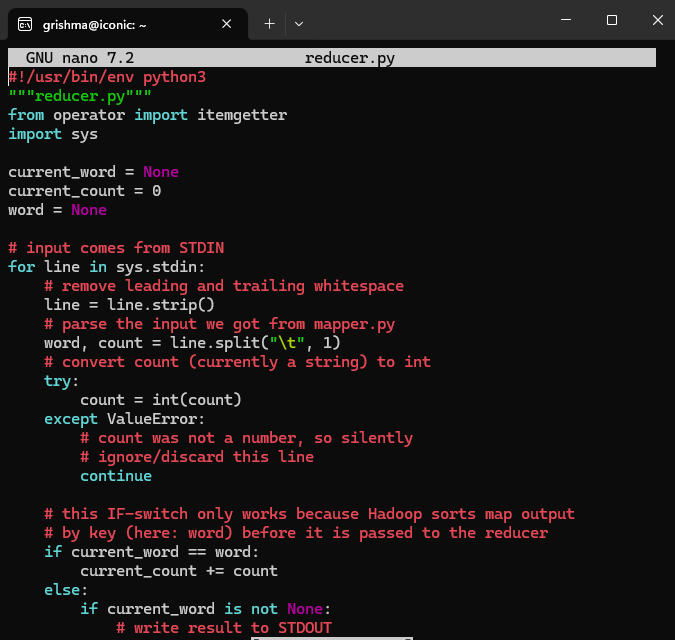 grishma@iconic: ~
GNU nano 7.2 reducer.py
#!/usr/bin/env python3
"""reducer.py"""
from operator import itemgetter
import sys

current_word = None
current_count = 0
word = None

# input comes from STDIN
for line in sys.stdin:
    # remove leading and trailing whitespace
    line = line.strip()
    # parse the input we got from mapper.py
    word, count = line.split("\t", 1)
    # convert count (currently a string) to int
    try:
        count = int(count)
    except ValueError:
        # count was not a number, so silently
        # ignore/discard this line
        continue

    # this IF-switch only works because Hadoop sorts map output
    # by key (here: word) before it is passed to the reducer
    if current_word == word:
        current_count += count
    else:
        if current_word is not None:
            # write result to STDOUT